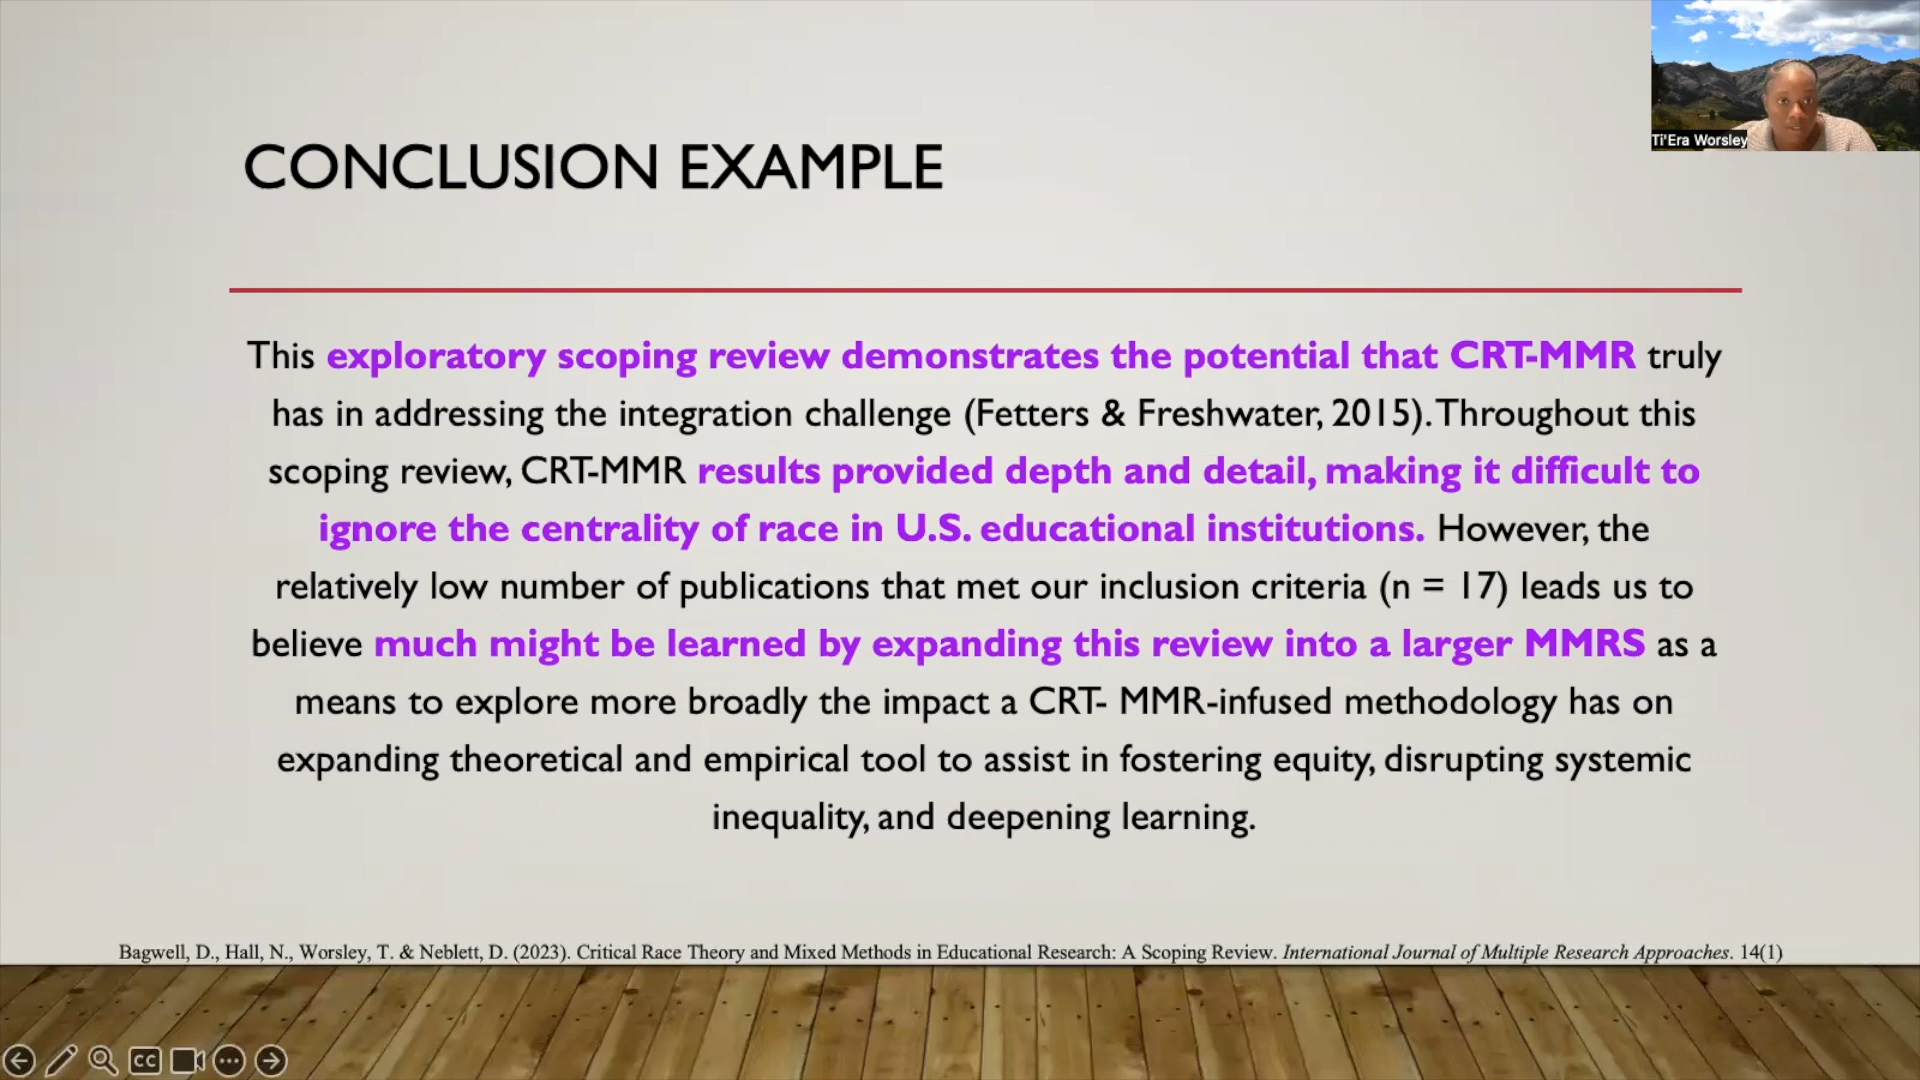 Ti'Era Worsley
CONCLUSION EXAMPLE
This exploratory scoping review demonstrates the potential that CRT-MMR truly
has in addressing the integration challenge (Fetters & Freshwater, 2015). Throughout this
scoping review, CRT-MMR results provided depth and detail, making it difficult to
ignore the centrality of race in U.S. educational institutions. However, the
relatively low number of publications that met our inclusion criteria (n = 17) leads us to
believe much might be learned by expanding this review into a larger MMRS as a
means to explore more broadly the impact a CRT- MMR-infused methodology has on
expanding theoretical and empirical tool to assist in fostering equity, disrupting systemic
inequality, and deepening learning.
Bagwell, D., Hall, N., Worsley, T. & Neblett, D. (2023). Critical Race Theory and Mixed Methods in Educational Research: A Scoping Review. International Journal of Multiple Research Approaches. 14(1)
CC